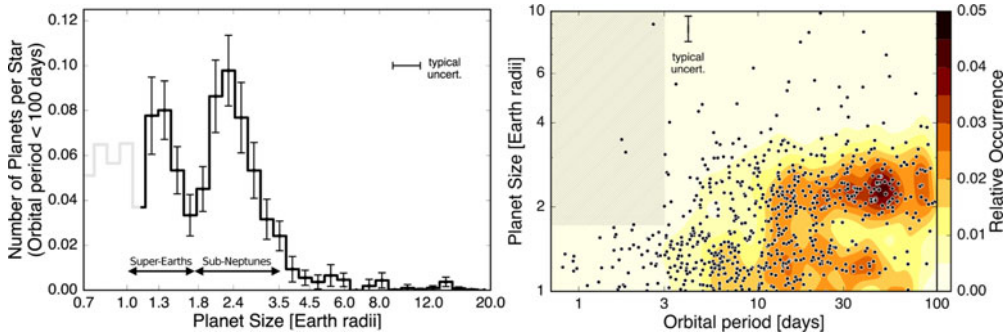 Number of Planets per Star
(Orbital period < 100 days)
0.12
0.10
0.08
0.06
0.04
0.02
0.00
typical
uncert.
Super-Earths
Sub-Neptunes
0.7 1.0 1.3 1.8 2.4 3.5 4.5 6.0 8.0 12.0 20.0
Planet Size [Earth radii]
Planet Size [Earth radii]
10
6
4
2
1
typical
uncert.
1 3 10 30 100
Orbital period [days]
0.05
0.04
0.03
0.02
0.01
0.00
Relative Occurrence